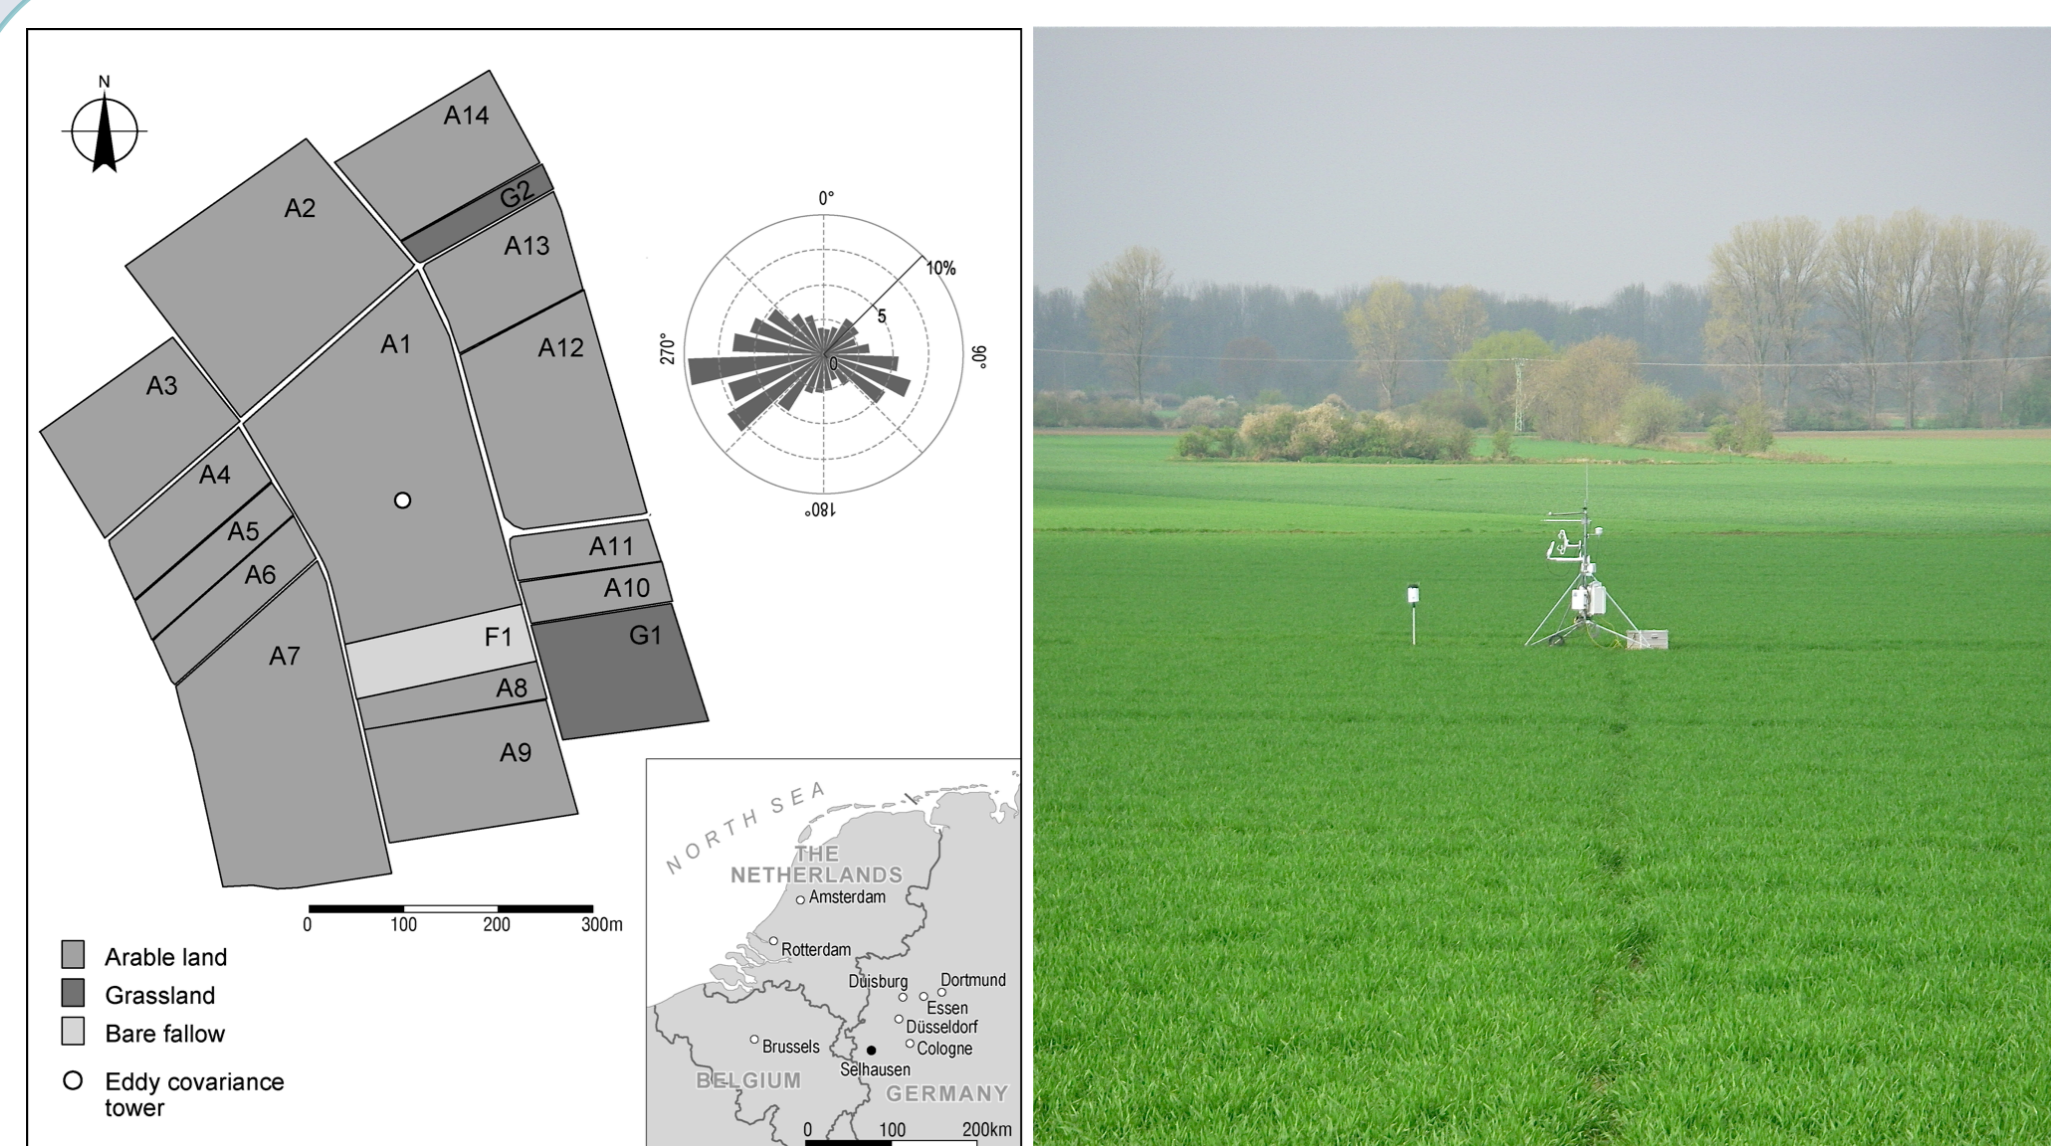 N
A14
G2
A2
A13
A1
A12
A3
A4
A5
A6
A11
A10
F1
G1
A7
A8
A9
0°
10%
5
0
270°
90°
180°
0 100 200 300m
Arable land
Grassland
Bare fallow
Eddy covariance
tower
NORTH SEA
THE
NETHERLANDS
Amsterdam
Rotterdam
Duisburg
Dortmund
Essen
Düsseldorf
Cologne
Brussels
Selhausen
BELGIUM
GERMANY
0 100 200km